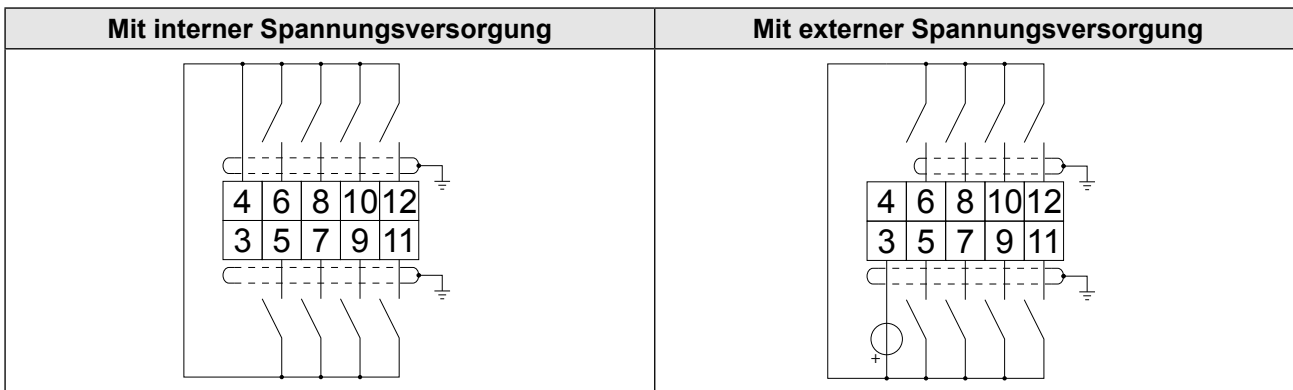 Mit interner Spannungsversorgung Mit externer Spannungsversorgung
4 6 8 10 12 4 6 8 10 12
3 5 7 9 11 3 5 7 9 11
+